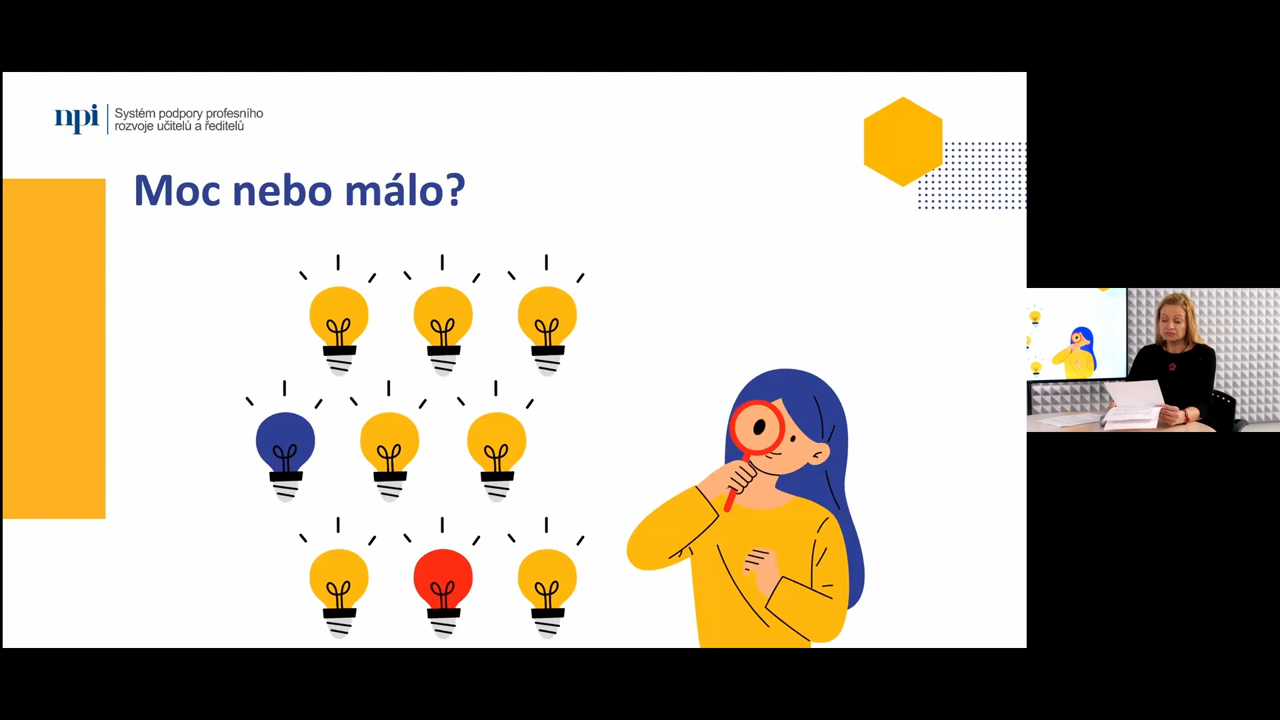 npi
Systém podpory profesního
rozvoje učitelů a ředitelů
Moc nebo málo?